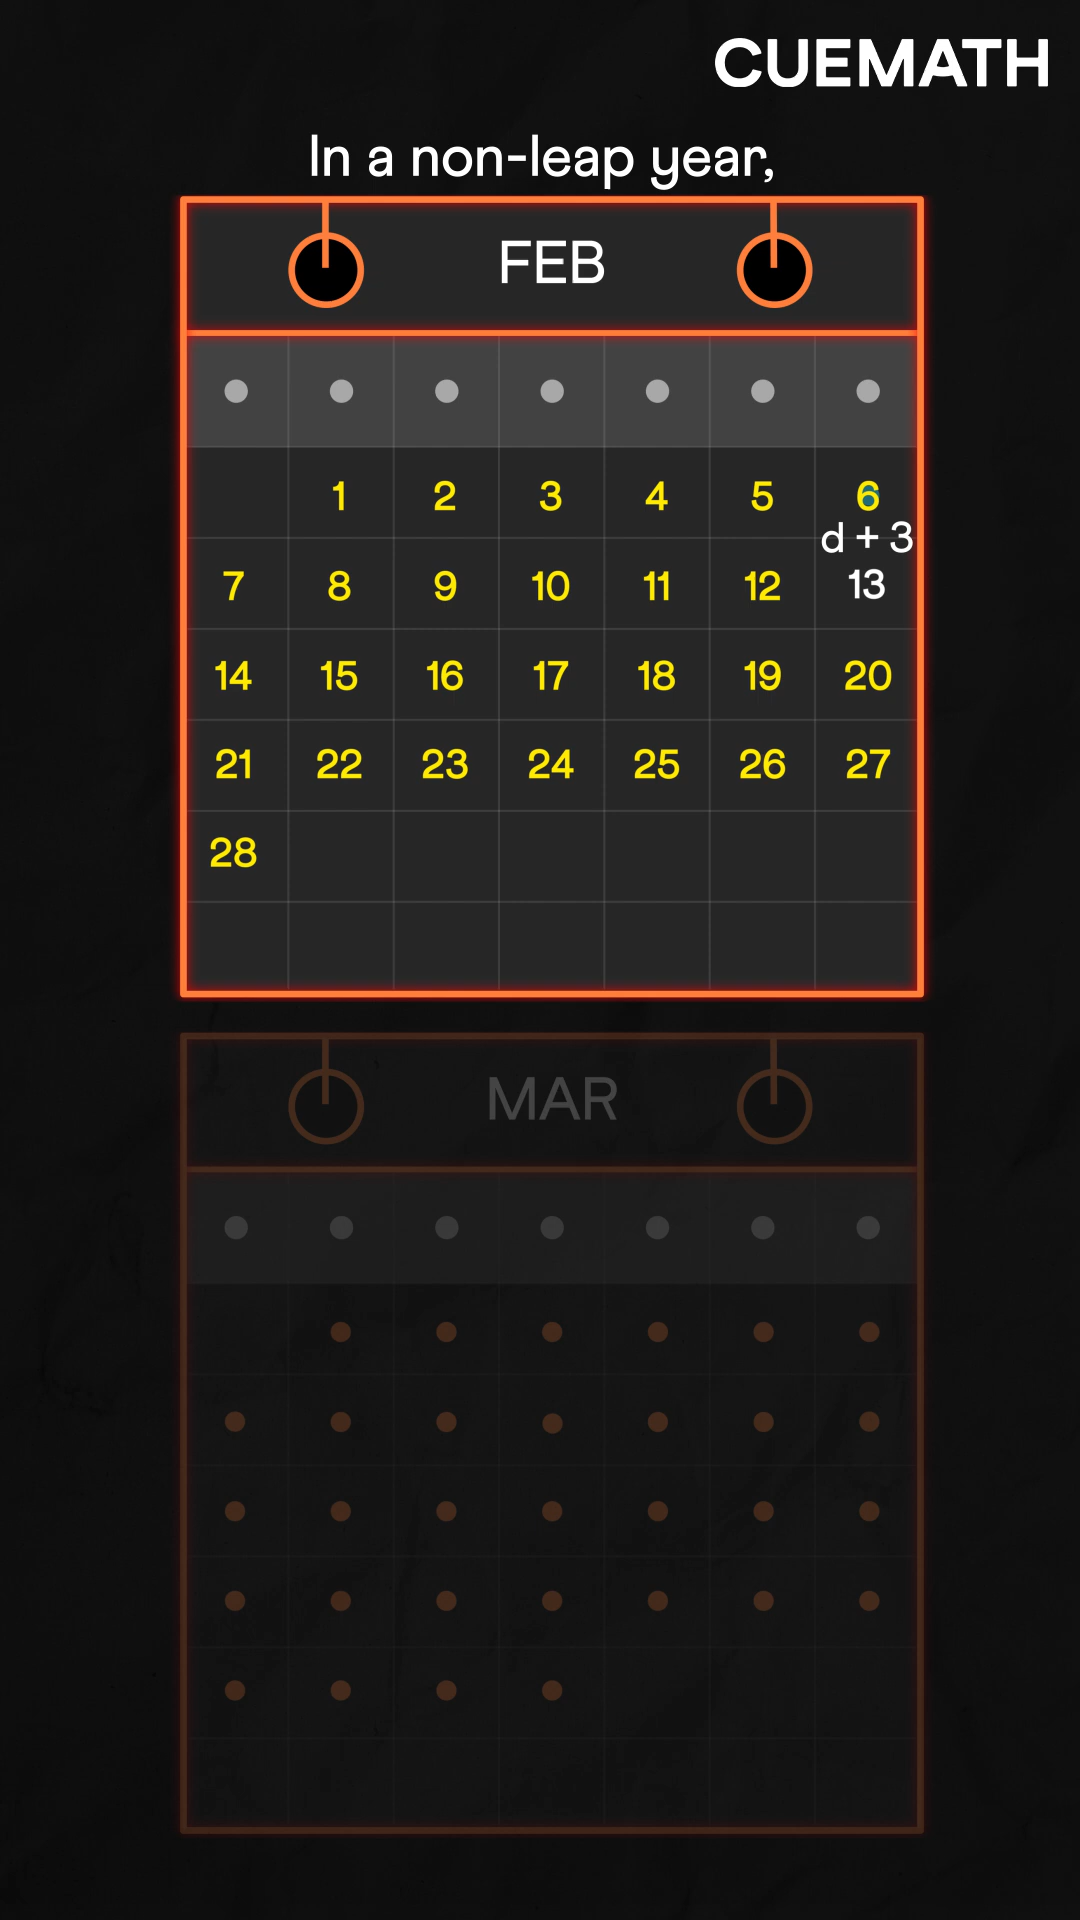 CUEMATH
In a non-leap year,
FEB
1 2 3 4 5 6
d + 3
7 8 9 10 11 12 13
14 15 16 17 18 19 20
21 22 23 24 25 26 27
28
MAR